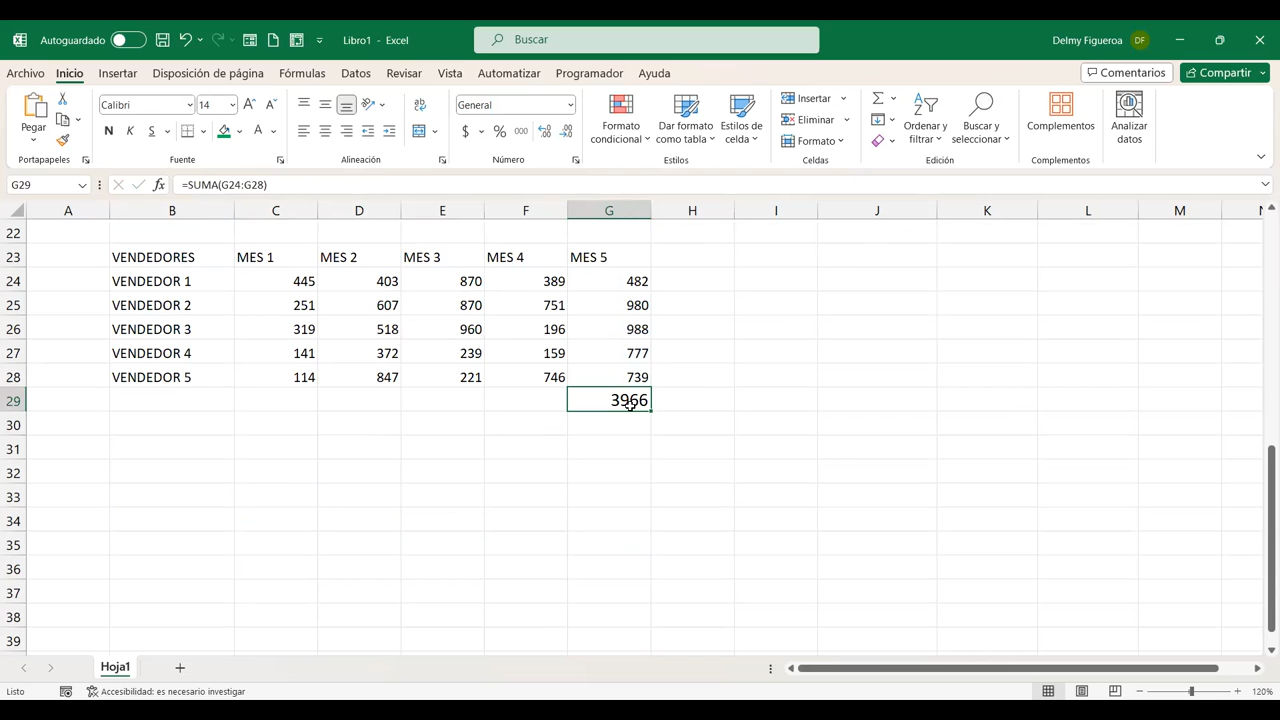 Autoguardado Libro1 - Excel Buscar Delmy Figueroa DF
Archivo Inicio Insertar Disposición de página Fórmulas Datos Revisar Vista Automatizar Programador Ayuda Comentarios Compartir
Pegar Calibri 14 General Formato condicional Dar formato como tabla Estilos de celda Insertar Eliminar Formato Ordenar y filtrar Buscar y seleccionar Complementos Analizar datos
Portapapeles Fuente Alineación Número Estilos Celdas Edición Complementos
G29 fx =SUMA(G24:G28)
A B C D E F G H I J K L M N
22
23 VENDEDORES MES 1 MES 2 MES 3 MES 4 MES 5
24 VENDEDOR 1 445 403 870 389 482
25 VENDEDOR 2 251 607 870 751 980
26 VENDEDOR 3 319 518 960 196 988
27 VENDEDOR 4 141 372 239 159 777
28 VENDEDOR 5 114 847 221 746 739
29 3966
30
31
32
33
34
35
36
37
38
39
Hoja1
Listo Accesibilidad: es necesario investigar 120%